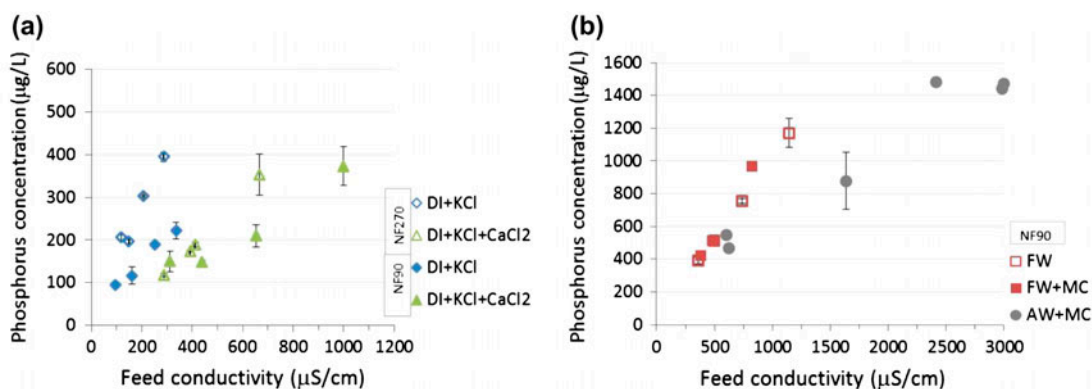 (a)
Phosphorus concentration (µg/L)
600
500
400
300
200
100
0
0 200 400 600 800 1000 1200
Feed conductivity (µS/cm)
NF270
NF90
DI+KCl
DI+KCl+CaCl2
DI+KCl
DI+KCl+CaCl2
(b)
Phosphorus concentration (µg/L)
1600
1400
1200
1000
800
600
400
200
0
0 500 1000 1500 2000 2500 3000
Feed conductivity (µS/cm)
NF90
FW
FW+MC
AW+MC